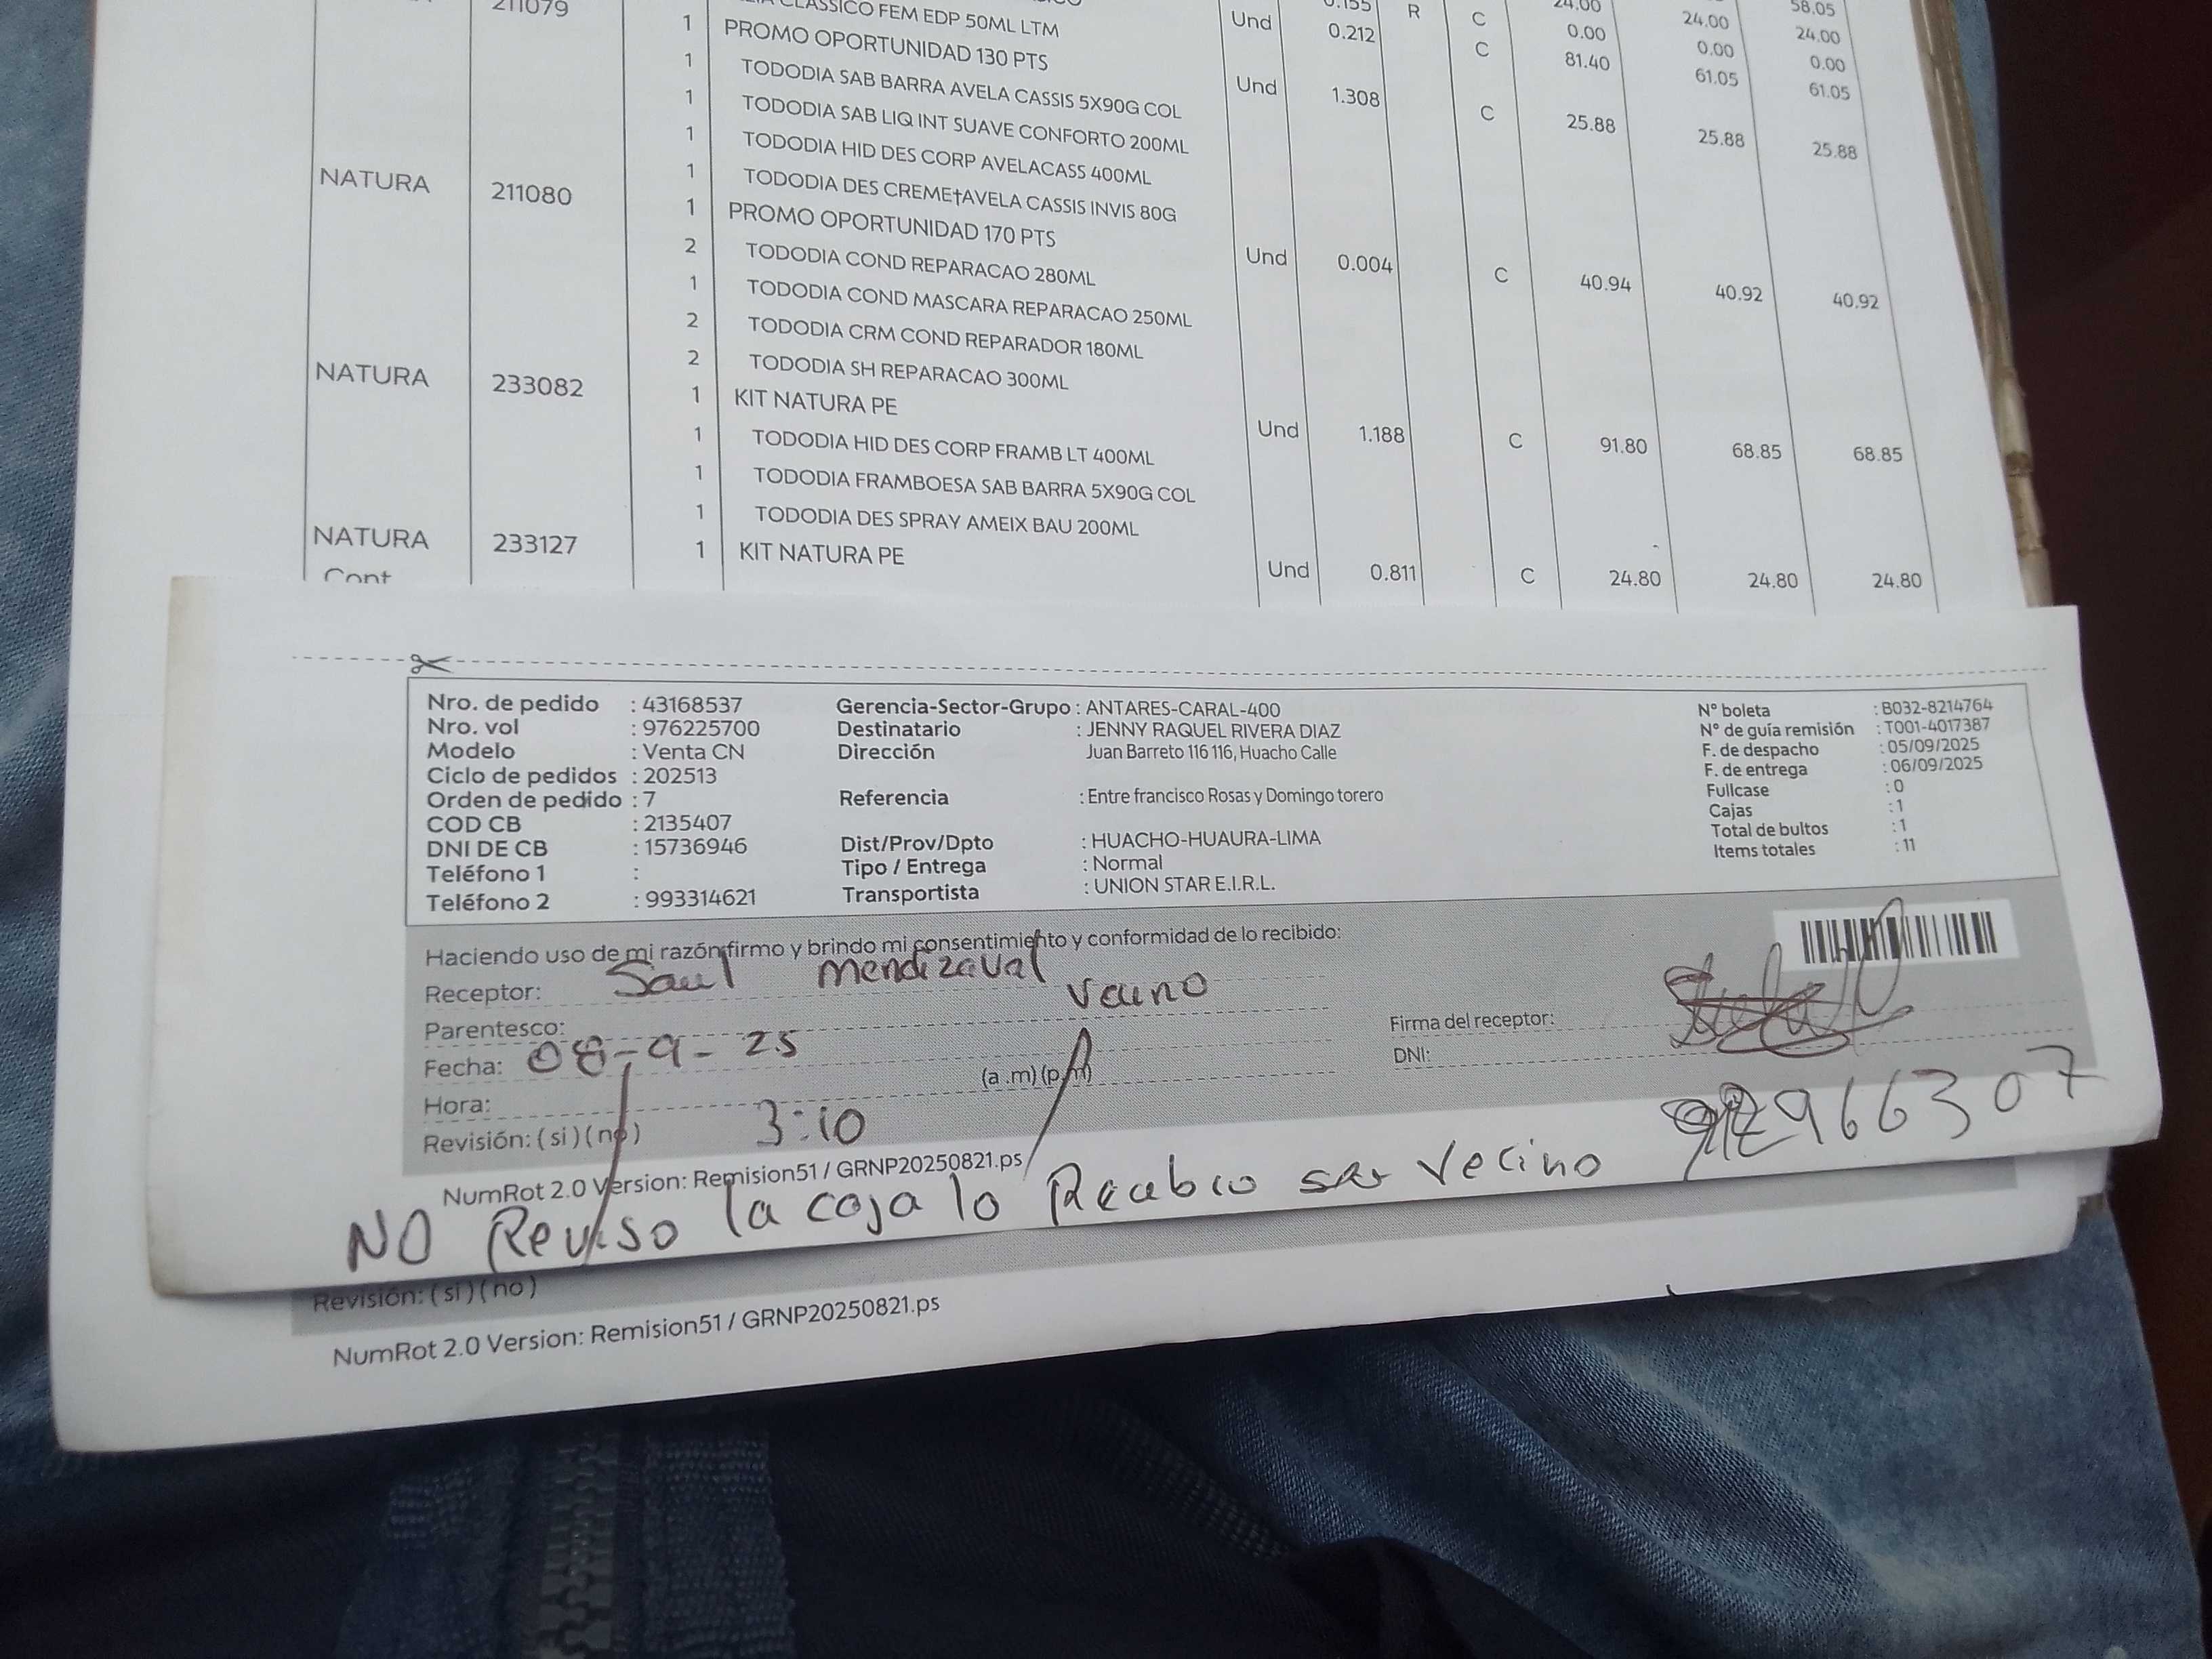 211079
CLASSICO FEM EDP 50ML LTM Und 0.155 R C 24.00 58.05
1 PROMO OPORTUNIDAD 130 PTS 0.212 C 0.00 24.00 24.00
1 TODODIA SAB BARRA AVELA CASSIS 5X90G COL Und 1.308 81.40 0.00 0.00
1 TODODIA SAB LIQ INT SUAVE CONFORTO 200ML C 61.05 61.05
1 TODODIA HID DES CORP AVELACASS 400ML 25.88 25.88 25.88
1 TODODIA DES CREME†AVELA CASSIS INVIS 80G
NATURA 211080 1 PROMO OPORTUNIDAD 170 PTS Und 0.004 C 40.94 40.92 40.92
2 TODODIA COND REPARACAO 280ML
1 TODODIA COND MASCARA REPARACAO 250ML
2 TODODIA CRM COND REPARADOR 180ML
2 TODODIA SH REPARACAO 300ML
NATURA 233082 1 KIT NATURA PE Und 1.188 C 91.80 68.85 68.85
1 TODODIA HID DES CORP FRAMB LT 400ML
1 TODODIA FRAMBOESA SAB BARRA 5X90G COL
1 TODODIA DES SPRAY AMEIX BAU 200ML
NATURA 233127 1 KIT NATURA PE Und 0.811 C 24.80 24.80 24.80
Cont
Nro. de pedido : 43168537
Nro. vol : 976225700
Modelo : Venta CN
Ciclo de pedidos : 202513
Orden de pedido : 7
COD CB : 2135407
DNI DE CB : 15736946
Teléfono 1 :
Teléfono 2 : 993314621
Gerencia-Sector-Grupo : ANTARES-CARAL-400
Destinatario : JENNY RAQUEL RIVERA DIAZ
Dirección Juan Barreto 116 116, Huacho Calle
Referencia : Entre francisco Rosas y Domingo torero
Dist/Prov/Dpto : HUACHO-HUAURA-LIMA
Tipo / Entrega : Normal
Transportista : UNION STAR E.I.R.L.
N° boleta : B032-8214764
N° de guía remisión : T001-4017387
F. de despacho : 05/09/2025
F. de entrega : 06/09/2025
Fullcase : 0
Cajas : 1
Total de bultos : 1
Items totales : 11
Haciendo uso de mi razón firmo y brindo mi consentimiento y conformidad de lo recibido:
Receptor: Saul mendizaval
Parentesco: vecino
Fecha: 08-9-25
Hora: 3:10 (a .m) (p.m)
Revisión: ( si ) ( no )
Firma del receptor:
DNI: 966307
NumRot 2.0 Version: Remision51 / GRNP20250821.ps
NO Reviso la caja lo Recibio sar vecino
Revisión: ( si ) ( no )
NumRot 2.0 Version: Remision51 / GRNP20250821.ps